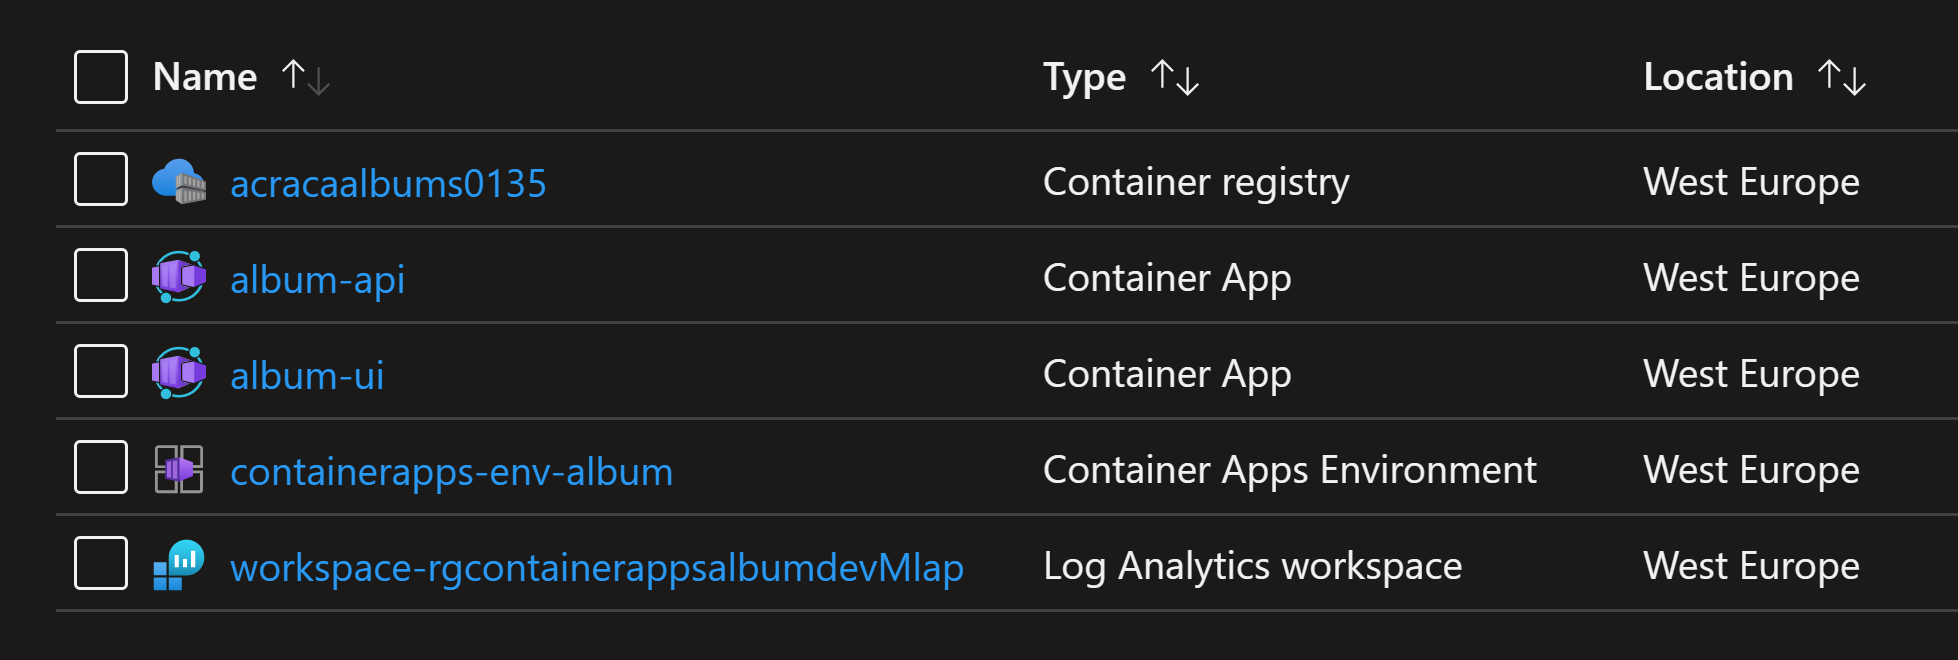 Name Type Location
acracaalbums0135 Container registry West Europe
album-api Container App West Europe
album-ui Container App West Europe
containerapps-env-album Container Apps Environment West Europe
workspace-rgcontainerappsalbumdevMlap Log Analytics workspace West Europe